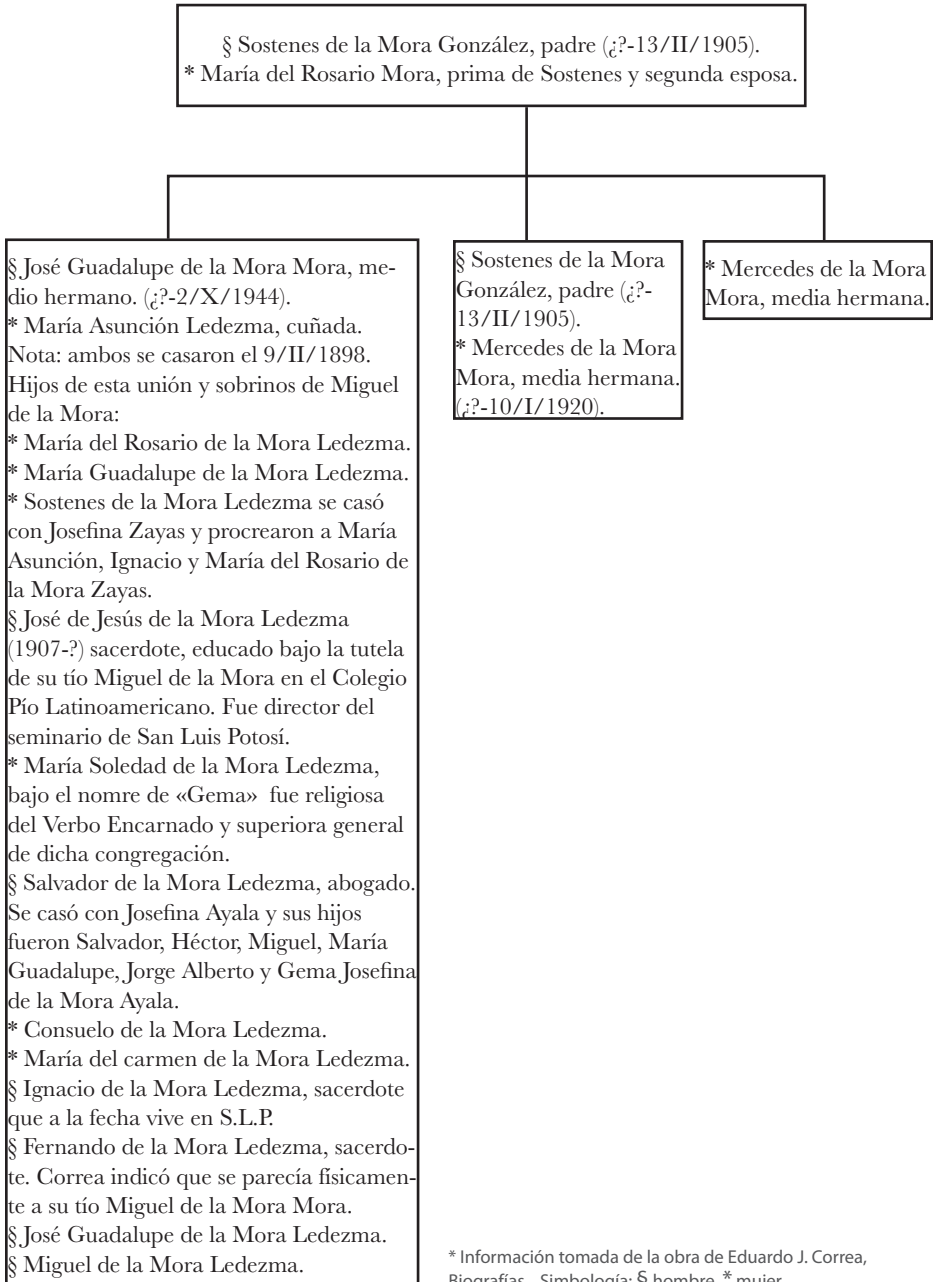 § Sostenes de la Mora González, padre (¿?-13/II/1905).
* María del Rosario Mora, prima de Sostenes y segunda esposa.
§ José Guadalupe de la Mora Mora, me-
dio hermano. (¿?-2/X/1944).
* María Asunción Ledezma, cuñada.
Nota: ambos se casaron el 9/II/1898.
Hijos de esta unión y sobrinos de Miguel
de la Mora:
* María del Rosario de la Mora Ledezma.
* María Guadalupe de la Mora Ledezma.
* Sostenes de la Mora Ledezma se casó
con Josefina Zayas y procrearon a María
Asunción, Ignacio y María del Rosario de
la Mora Zayas.
§ José de Jesús de la Mora Ledezma
(1907-?) sacerdote, educado bajo la tutela
de su tío Miguel de la Mora en el Colegio
Pío Latinoamericano. Fue director del
seminario de San Luis Potosí.
* María Soledad de la Mora Ledezma,
bajo el nomre de «Gema» fue religiosa
del Verbo Encarnado y superiora general
de dicha congregación.
§ Salvador de la Mora Ledezma, abogado.
Se casó con Josefina Ayala y sus hijos
fueron Salvador, Héctor, Miguel, María
Guadalupe, Jorge Alberto y Gema Josefina
de la Mora Ayala.
* Consuelo de la Mora Ledezma.
* María del carmen de la Mora Ledezma.
§ Ignacio de la Mora Ledezma, sacerdote
que a la fecha vive en S.L.P.
§ Fernando de la Mora Ledezma, sacerdo-
te. Correa indicó que se parecía físicamen-
te a su tío Miguel de la Mora Mora.
§ José Guadalupe de la Mora Ledezma.
§ Miguel de la Mora Ledezma.
§ Sostenes de la Mora
González, padre (¿?-
13/II/1905).
* Mercedes de la Mora
Mora, media hermana.
(¿?-10/I/1920).
* Mercedes de la Mora
Mora, media hermana.
* Información tomada de la obra de Eduardo J. Correa,
Biografías... Simbología: § hombre, * mujer